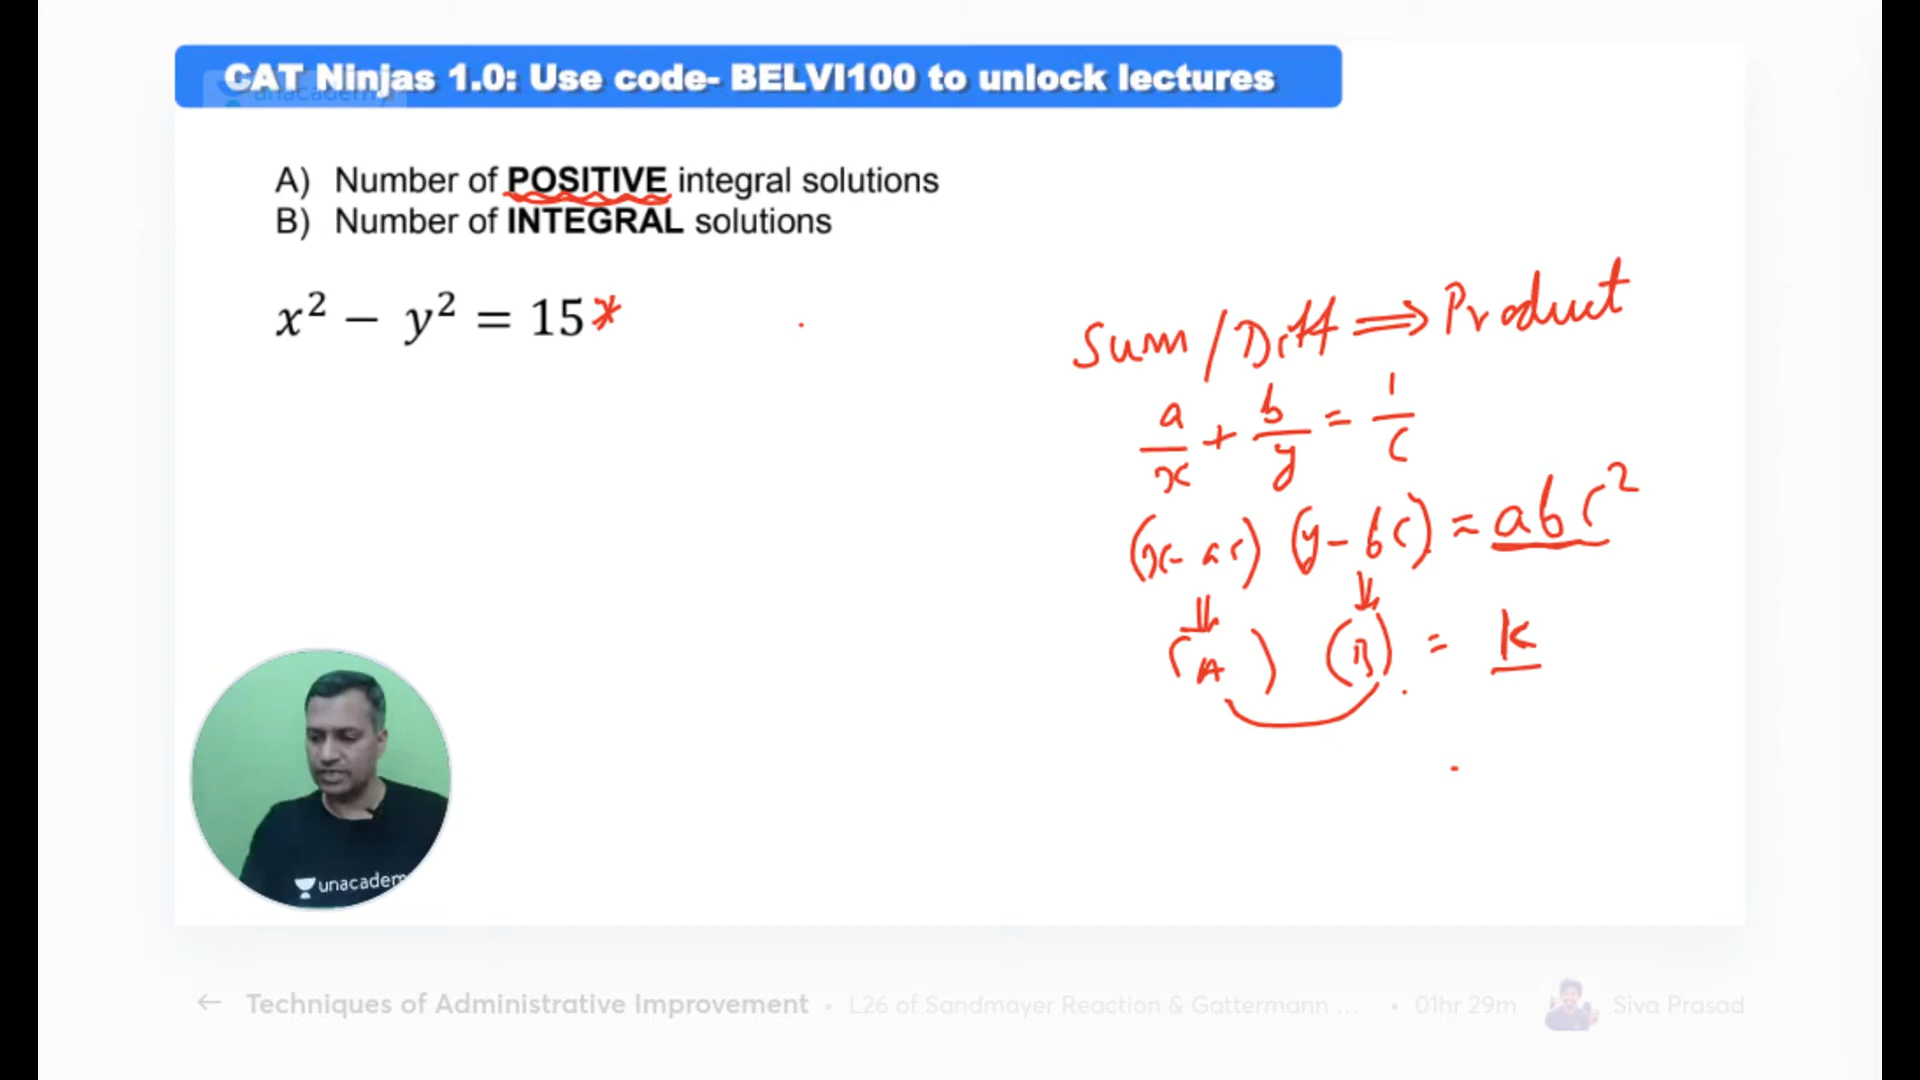 CAT Ninjas 1.0: Use code- BELVI100 to unlock lectures
unacademy
A) Number of POSITIVE integral solutions
B) Number of INTEGRAL solutions
x² − y² = 15*
Sum/Diff ⇒ Product
a/x + b/y = 1/c
(x-ac) (y-bc) = abc²
(A) (B) = k
unacademy
← Techniques of Administrative Improvement • L26 of Sandmayer Reaction & Gattermann .... • 01hr 29m Siva Prasad